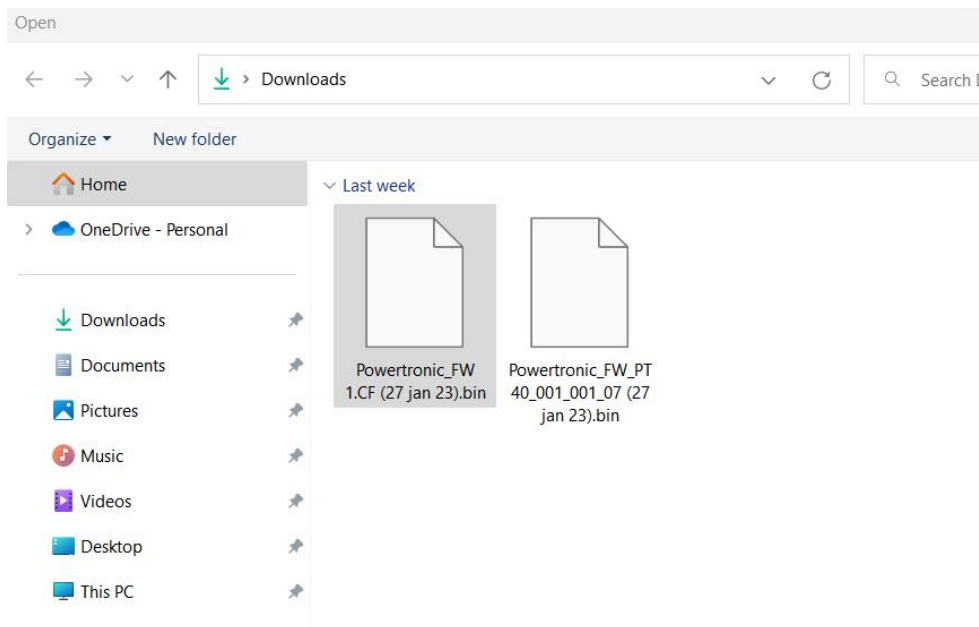 Open
Downloads
Search
Organize
New folder
Home
Last week
OneDrive - Personal
Downloads
Documents
Pictures
Music
Videos
Desktop
This PC
Powertronic_FW
1.CF (27 jan 23).bin
Powertronic_FW_PT
40_001_001_07 (27
jan 23).bin